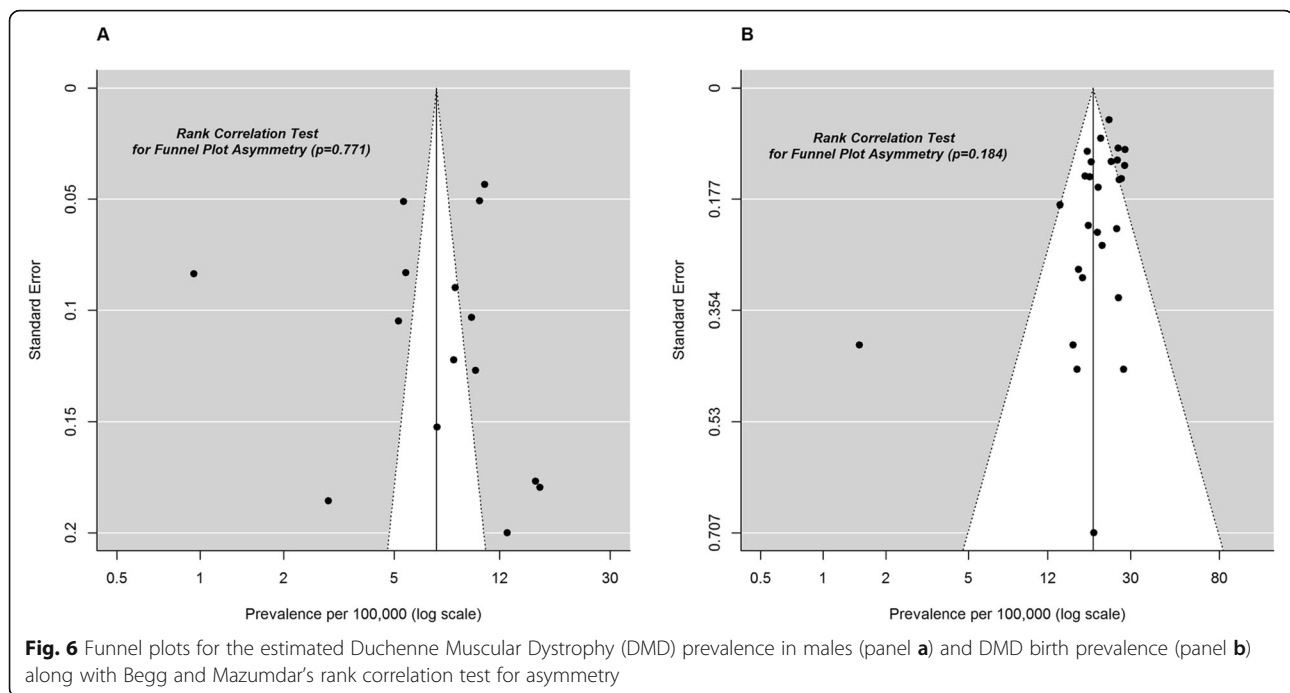 A
Rank Correlation Test
for Funnel Plot Asymmetry (p=0.771)
Standard Error
0
0.05
0.1
0.15
0.2
0.5 1 2 5 12 30
Prevalence per 100,000 (log scale)
B
Rank Correlation Test
for Funnel Plot Asymmetry (p=0.184)
Standard Error
0
0.177
0.354
0.53
0.707
0.5 1 2 5 12 30 80
Prevalence per 100,000 (log scale)
Fig. 6 Funnel plots for the estimated Duchenne Muscular Dystrophy (DMD) prevalence in males (panel a) and DMD birth prevalence (panel b)
along with Begg and Mazumdar's rank correlation test for asymmetry